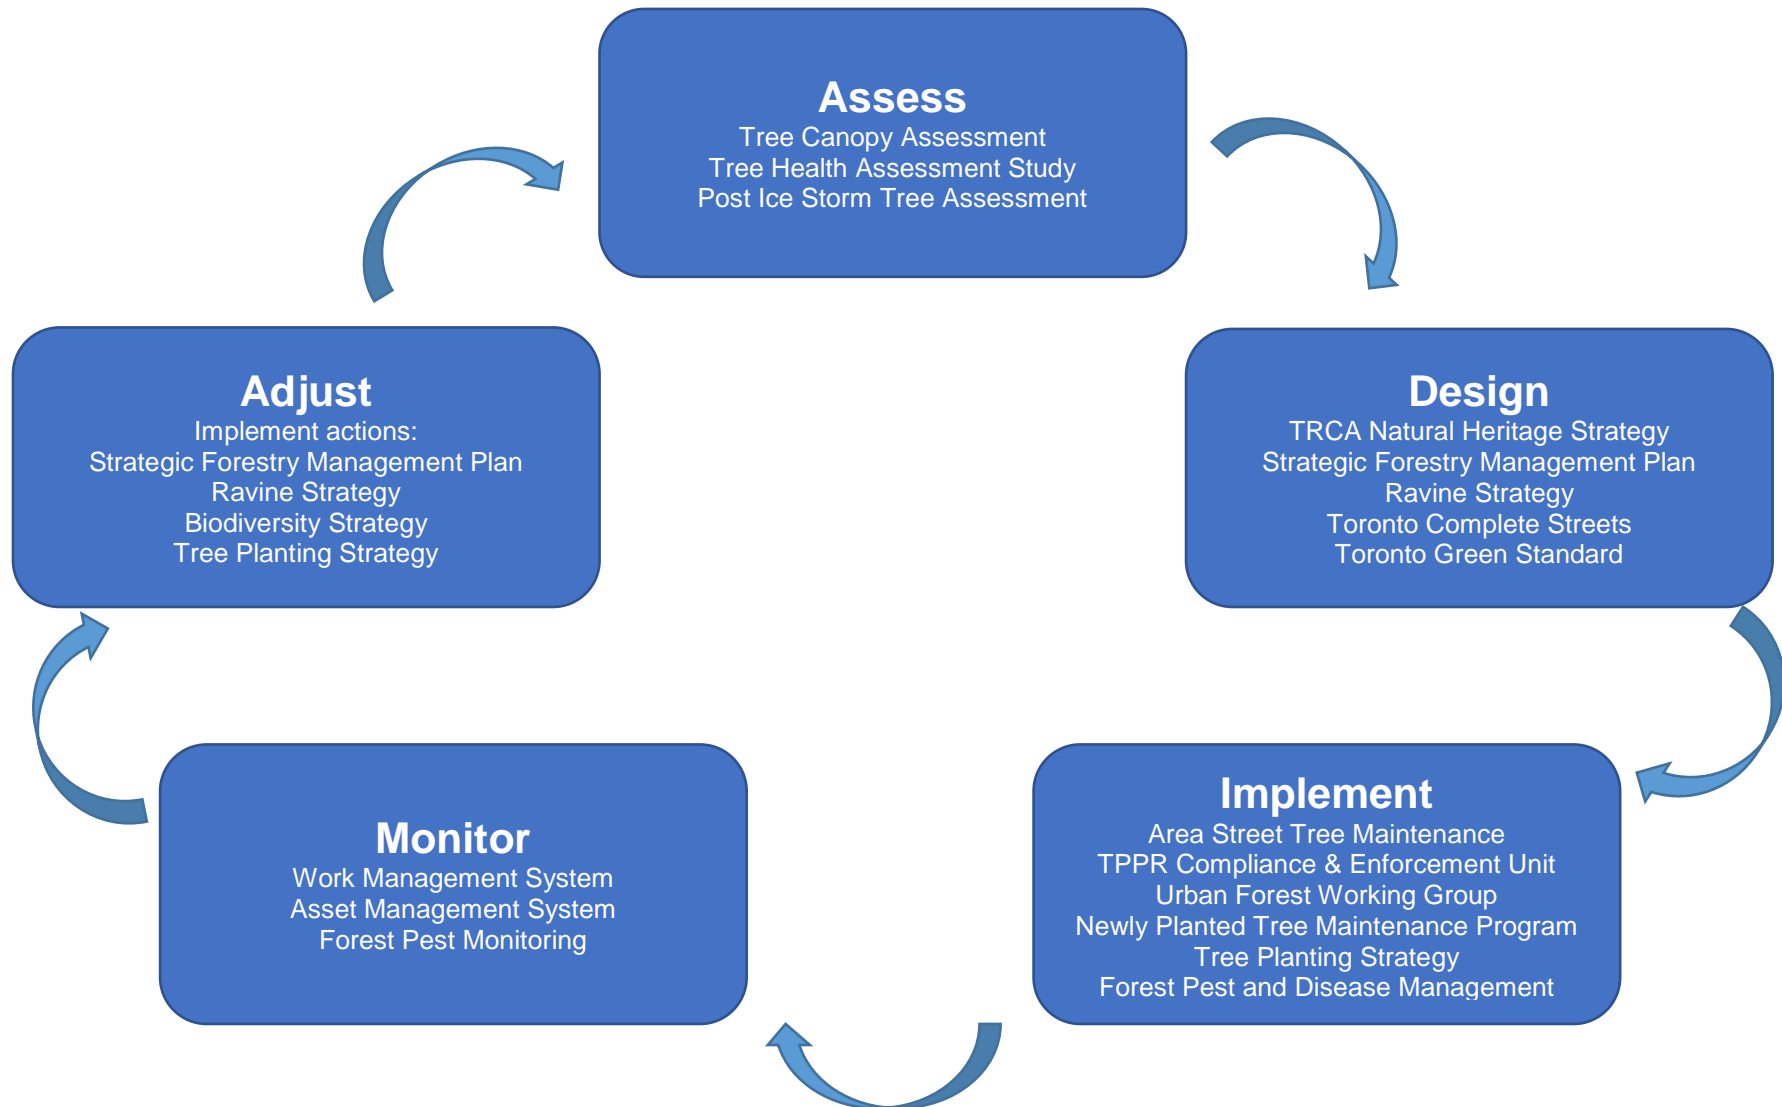 Assess
Tree Canopy Assessment
Tree Health Assessment Study
Post Ice Storm Tree Assessment
Design
TRCA Natural Heritage Strategy
Strategic Forestry Management Plan
Ravine Strategy
Toronto Complete Streets
Toronto Green Standard
Implement
Area Street Tree Maintenance
TPPR Compliance & Enforcement Unit
Urban Forest Working Group
Newly Planted Tree Maintenance Program
Tree Planting Strategy
Forest Pest and Disease Management
Monitor
Work Management System
Asset Management System
Forest Pest Monitoring
Adjust
Implement actions:
Strategic Forestry Management Plan
Ravine Strategy
Biodiversity Strategy
Tree Planting Strategy